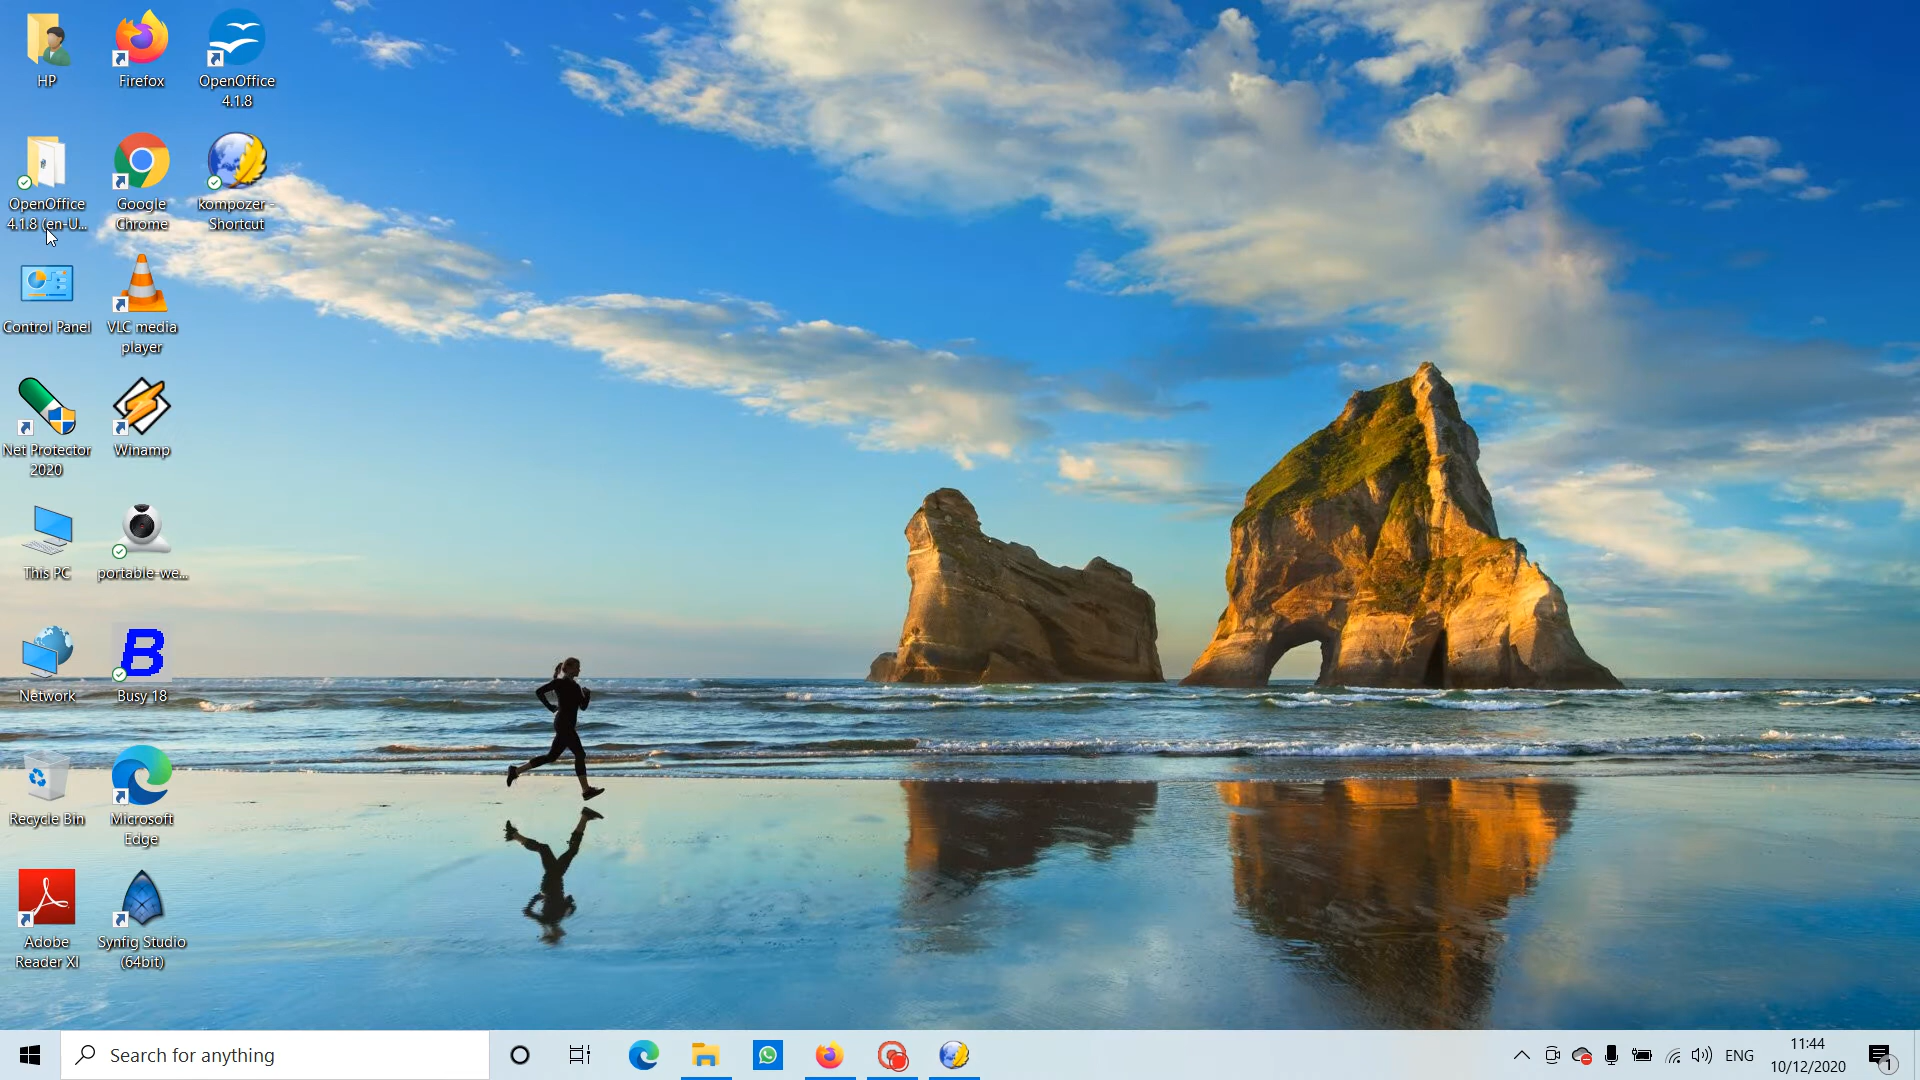 HP
Firefox
OpenOffice
4.1.8
OpenOffice
4.1.8 (en-U...
Google
Chrome
kompozer -
Shortcut
Control Panel
VLC media
player
Net Protector
2020
Winamp
This PC
portable-we...
Network
Busy 18
Recycle Bin
Microsoft
Edge
Adobe
Reader XI
Synfig Studio
(64bit)
Search for anything
ENG
11:44
10/12/2020
1